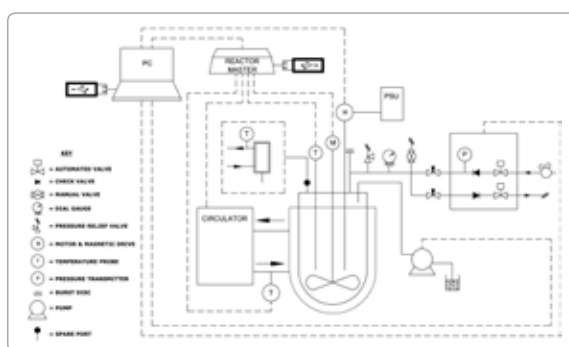 PC
REACTOR
MASTER
PSU
H
T
M
T
P
CIRCULATOR
T
KEY
= AUTOMATED VALVE
= CHECK VALVE
= MANUAL VALVE
= DIAL GAUGE
= PRESSURE RELIEF VALVE
= MOTOR & MAGNETIC DRIVE
T = TEMPERATURE PROBE
P = PRESSURE TRANSMITTER
= BURST DISC
= PUMP
= SPARE PORT